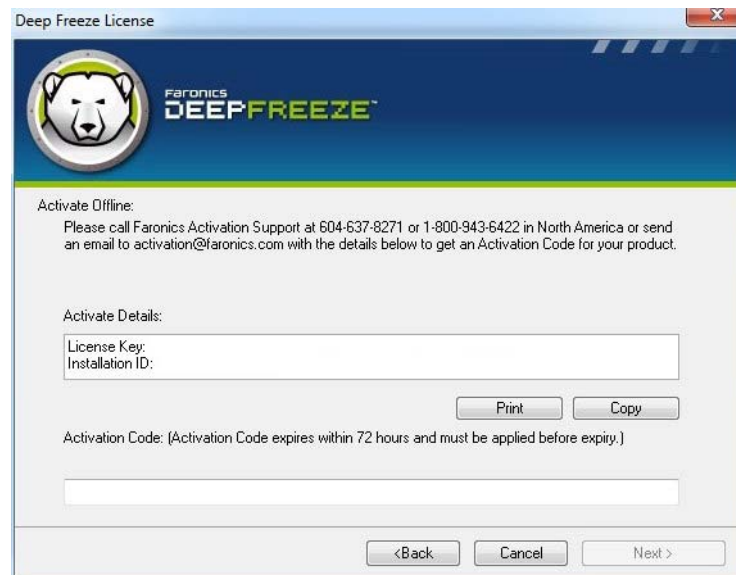 Deep Freeze License
Faronics
DEEPFREEZE™
Activate Offline:
Please call Faronics Activation Support at 604-637-8271 or 1-800-943-6422 in North America or send
an email to activation@faronics.com with the details below to get an Activation Code for your product.
Activate Details:
License Key:
Installation ID:
Print
Copy
Activation Code: (Activation Code expires within 72 hours and must be applied before expiry.)
<Back
Cancel
Next >